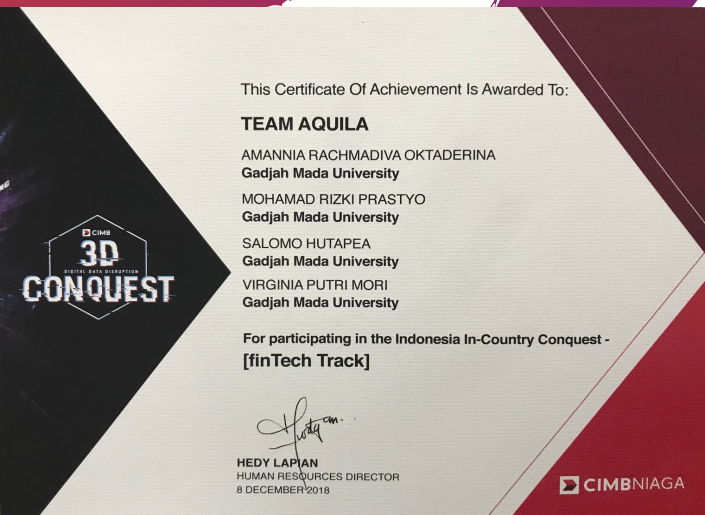 This Certificate Of Achievement Is Awarded To:
TEAM AQUILA
AMANNIA RACHMADIVA OKTADERINA
Gadjah Mada University
MOHAMAD RIZKI PRASTYO
Gadjah Mada University
SALOMO HUTAPEA
Gadjah Mada University
VIRGINIA PUTRI MORI
Gadjah Mada University
For participating in the Indonesia In-Country Conquest -
[finTech Track]
CIMB
3D
DIGITAL DATA DISRUPTION
CONQUEST
HEDY LAPIAN
HUMAN RESOURCES DIRECTOR
8 DECEMBER 2018
CIMBNIAGA